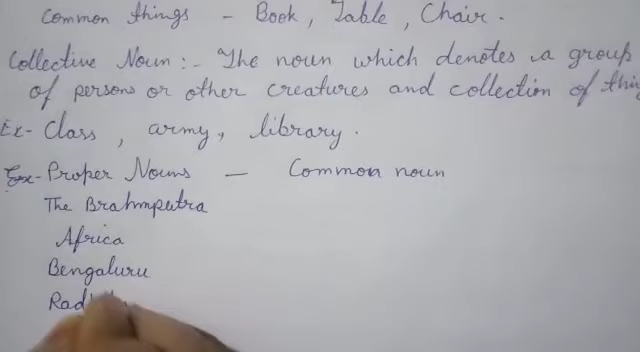 Common things - Book, Table, Chair.
Collective Noun:- The noun which denotes a group
of persons or other creatures and collection of
Ex- Class, army, library.
Ex- Proper Nouns - Common noun
The Brahmputra
Africa
Bengaluru